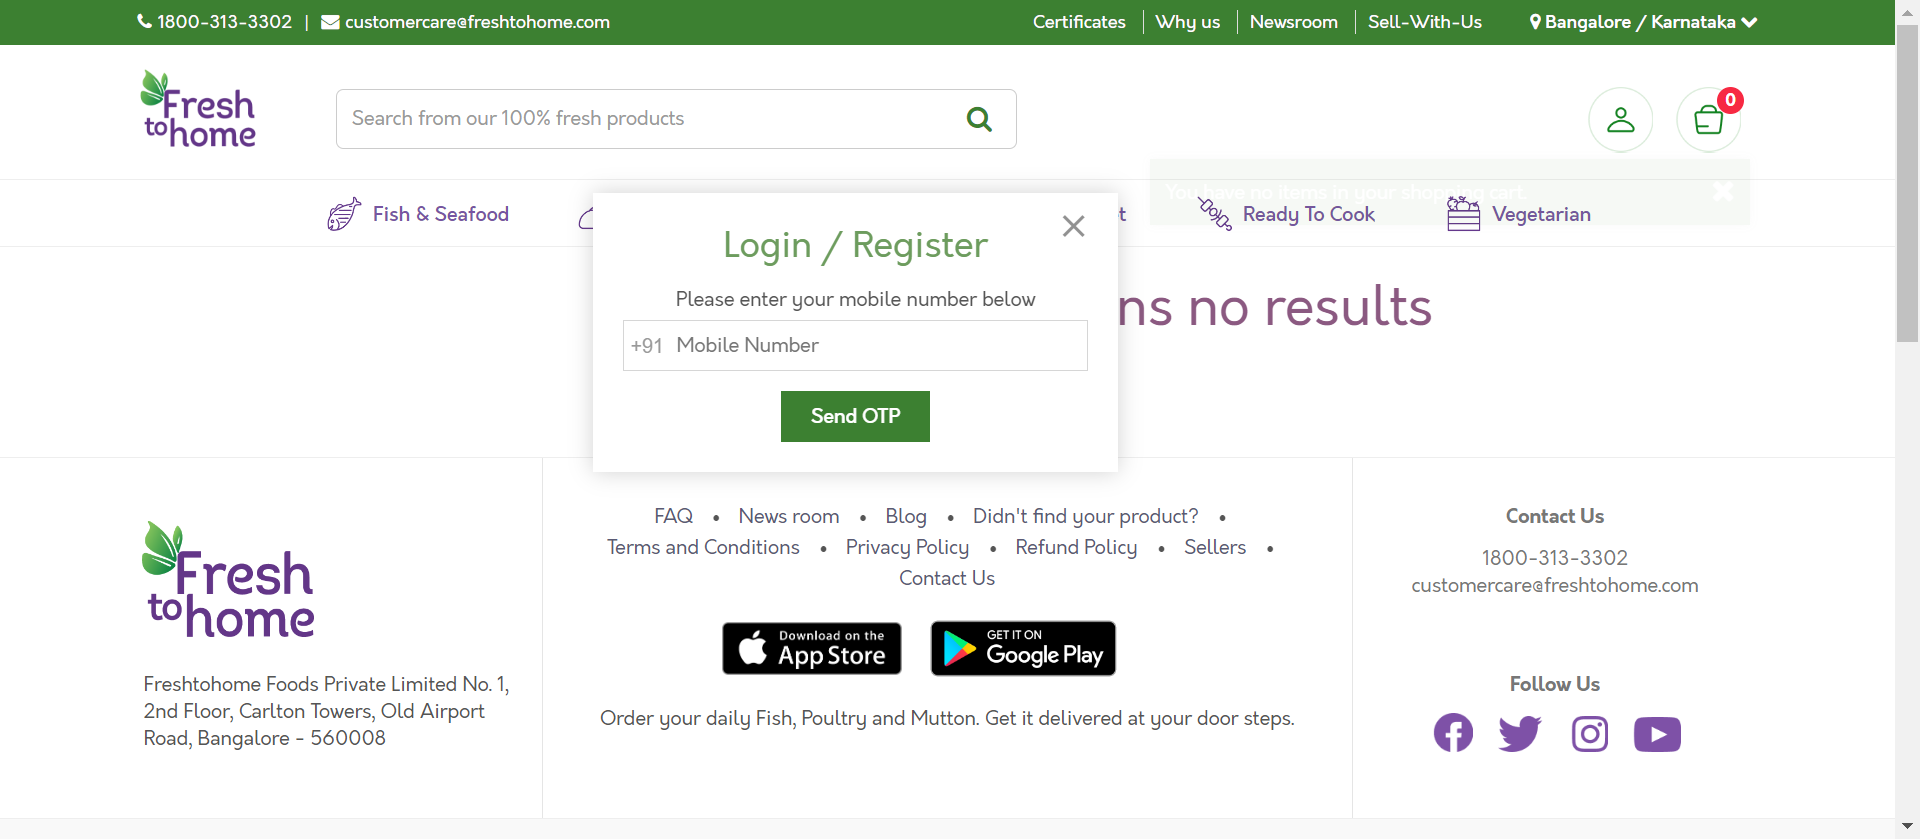 1800-313-3302 | customercare@freshtohome.com
Certificates
Why us
Newsroom
Sell-With-Us
Bangalore / Karnataka
Fresh
to home
Search from our 100% fresh products
0
You have no items in your shopping cart.
Fish & Seafood
Ready To Cook
Vegetarian
Login / Register
Please enter your mobile number below
+91 Mobile Number
Send OTP
no results
Fresh
to home
Freshtohome Foods Private Limited No. 1,
2nd Floor, Carlton Towers, Old Airport
Road, Bangalore - 560008
FAQ • News room • Blog • Didn't find your product? •
Terms and Conditions • Privacy Policy • Refund Policy • Sellers •
Contact Us
Download on the
App Store
GET IT ON
Google Play
Order your daily Fish, Poultry and Mutton. Get it delivered at your door steps.
Contact Us
1800-313-3302
customercare@freshtohome.com
Follow Us